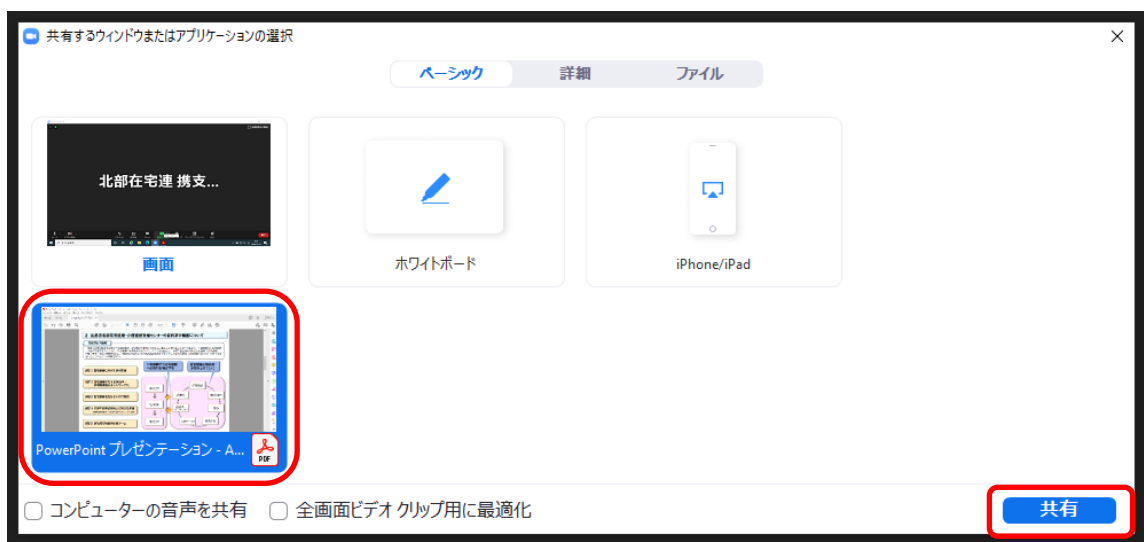 共有するウィンドウまたはアプリケーションの選択
ベーシック 詳細 ファイル
北部在宅連 携支...
画面
ホワイトボード
iPhone/iPad
PowerPoint プレゼンテーション - A...
PDF
コンピューターの音声を共有 全画面ビデオ クリップ用に最適化
共有